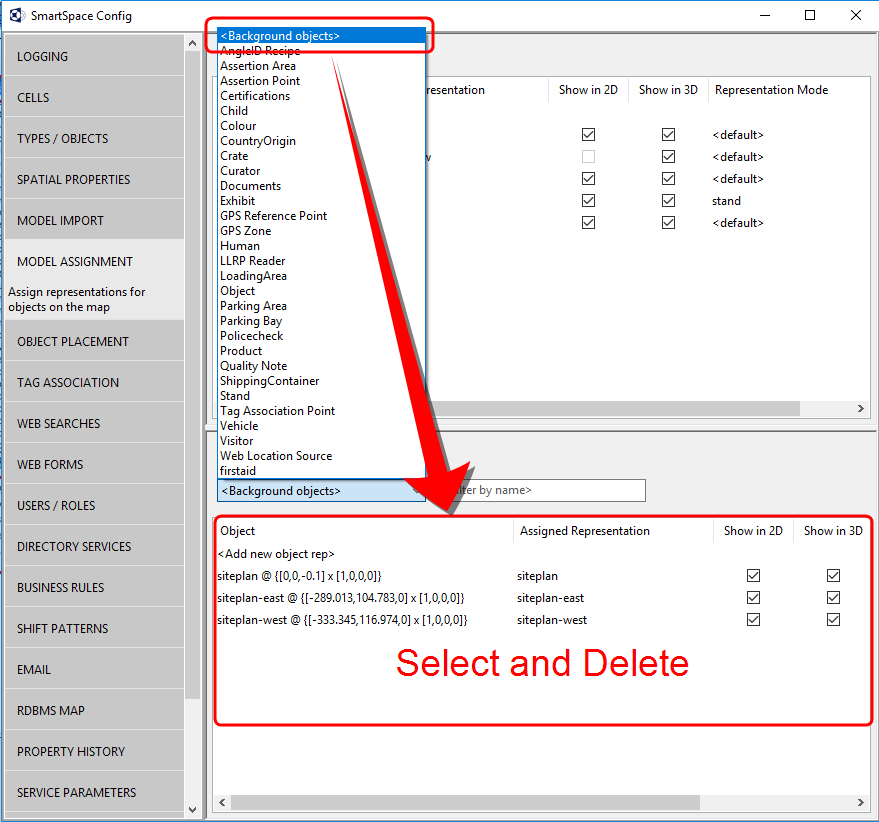 SmartSpace Config
LOGGING
CELLS
TYPES / OBJECTS
SPATIAL PROPERTIES
MODEL IMPORT
MODEL ASSIGNMENT
Assign representations for
objects on the map
OBJECT PLACEMENT
TAG ASSOCIATION
WEB SEARCHES
WEB FORMS
USERS / ROLES
DIRECTORY SERVICES
BUSINESS RULES
SHIFT PATTERNS
EMAIL
RDBMS MAP
PROPERTY HISTORY
SERVICE PARAMETERS
<Background objects>
AngleID Recipe
Assertion Area
Assertion Point
Certifications
Child
Colour
CountryOrigin
Crate
Curator
Documents
Exhibit
GPS Reference Point
GPS Zone
Human
LLRP Reader
LoadingArea
Object
Parking Area
Parking Bay
Policecheck
Product
Quality Note
ShippingContainer
Stand
Tag Association Point
Vehicle
Visitor
Web Location Source
firstaid
resentation Show in 2D Show in 3D Representation Mode
<default>
<default>
<default>
stand
<default>
<Background objects> by name>
Object Assigned Representation Show in 2D Show in 3D
<Add new object rep>
siteplan @ {[0,0,-0.1] x [1,0,0,0]} siteplan
siteplan-east @ {[-289.013,104.783,0] x [1,0,0,0]} siteplan-east
siteplan-west @ {[-333.345,116.974,0] x [1,0,0,0]} siteplan-west
Select and Delete